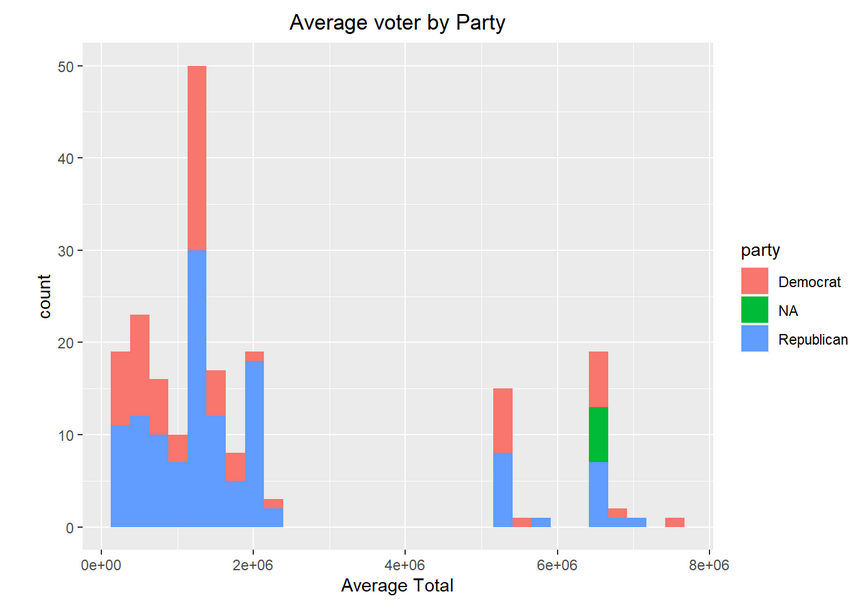 Average voter by Party
50
40
30
20
10
0
count
0e+00 2e+06 4e+06 6e+06 8e+06
Average Total
party
Democrat
NA
Republican